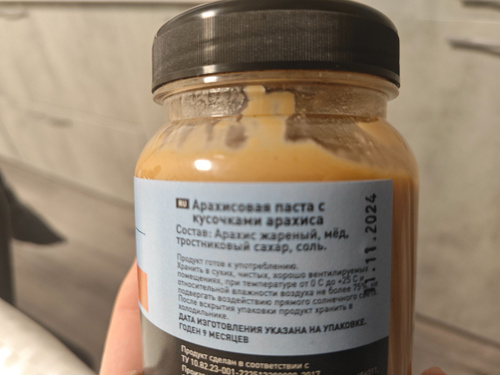 RU Арахисовая паста с
кусочками арахиса
Состав: Арахис жареный, мёд,
тростниковый сахар, соль.
Продукт готов к употреблению.
Хранить в сухих, чистых, хорошо вентилируемых
помещениях, при температуре от 0 С до +25 С и
относительной влажности воздуха не более 75%
подвергать воздействию прямого солнечного света.
После вскрытия упаковки продукт хранить в
холодильнике.
ДАТА ИЗГОТОВЛЕНИЯ УКАЗАНА НА УПАКОВКЕ.
ГОДЕН 9 МЕСЯЦЕВ
Продукт сделан в соответствии с
11.2024